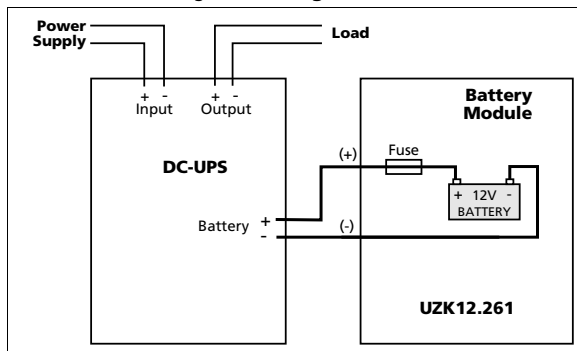 Power
Supply
Load
+ - + -
Input Output
DC-UPS
Battery
Module
(+) Fuse
+ 12V -
BATTERY
Battery +
-
(-)
UZK12.261